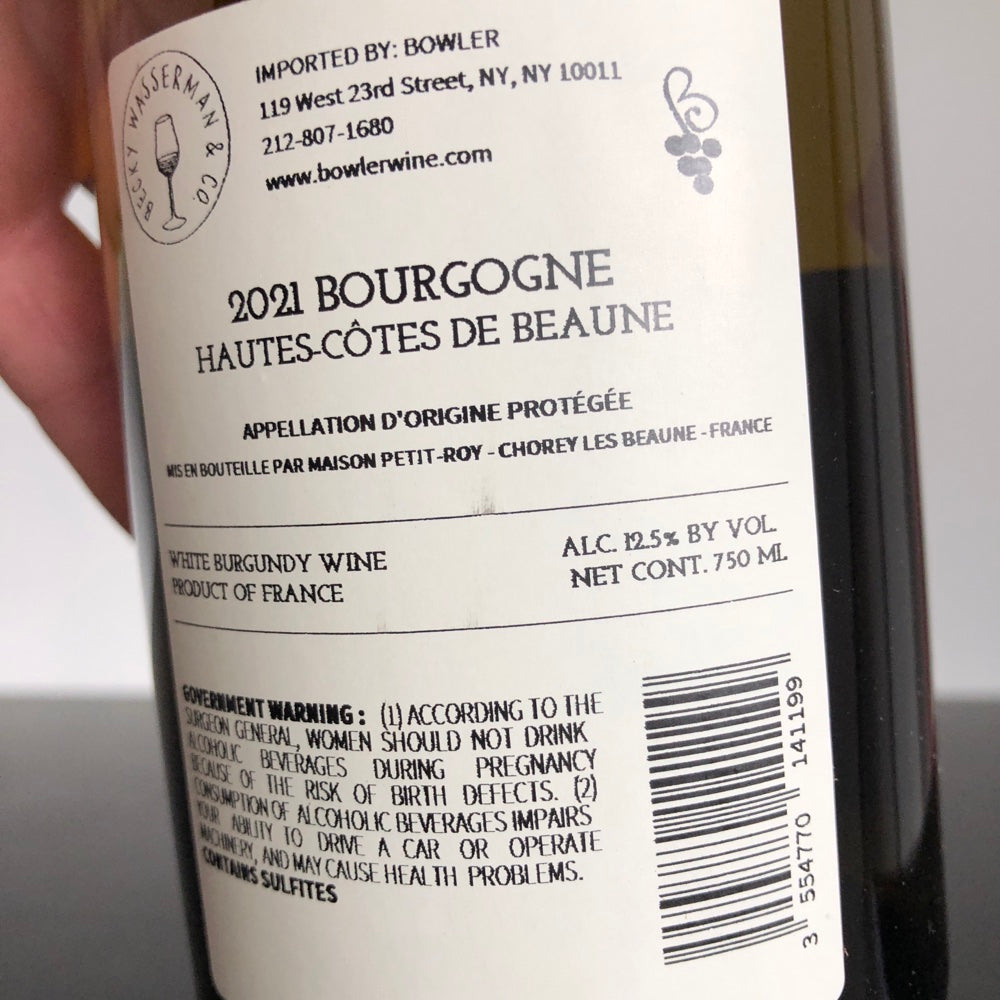 BECKY WASSERMAN & CO.
IMPORTED BY: BOWLER
119 West 23rd Street, NY, NY 10011
212-807-1680
www.bowlerwine.com
B
2021 BOURGOGNE
HAUTES-CÔTES DE BEAUNE
APPELLATION D'ORIGINE PROTÉGÉE
MIS EN BOUTEILLE PAR MAISON PETIT-ROY - CHOREY LES BEAUNE - FRANCE
WHITE BURGUNDY WINE
PRODUCT OF FRANCE
ALC. 12.5% BY VOL.
NET CONT. 750 ML
GOVERNMENT WARNING: (1) ACCORDING TO THE
SURGEON GENERAL, WOMEN SHOULD NOT DRINK
ALCOHOLIC BEVERAGES DURING PREGNANCY
BECAUSE OF THE RISK OF BIRTH DEFECTS. (2)
CONSUMPTION OF ALCOHOLIC BEVERAGES IMPAIRS
YOUR ABILITY TO DRIVE A CAR OR OPERATE
MACHINERY, AND MAY CAUSE HEALTH PROBLEMS.
CONTAINS SULFITES
3 554770 141199